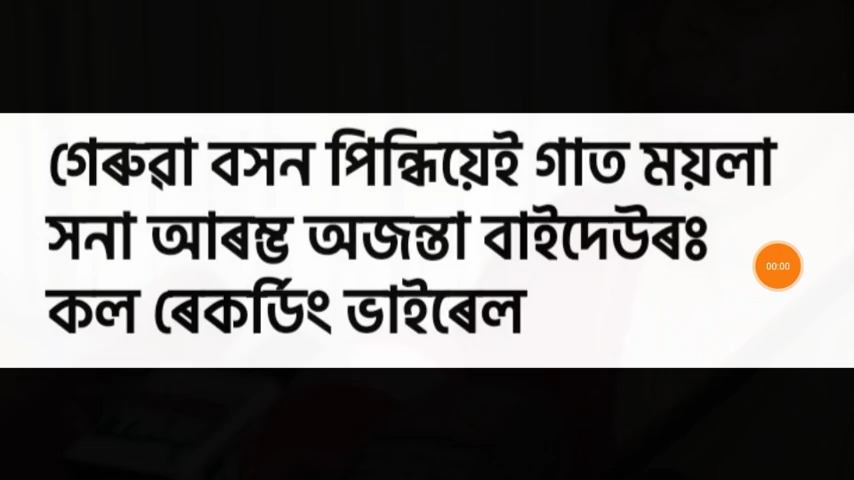 গেৰুৱা বসন পিন্ধিয়েই গাত ময়লা
সনা আৰম্ভ অজন্তা বাইদেউৰঃ
00:00
কল ৰেকৰ্ডিং ভাইৰেল